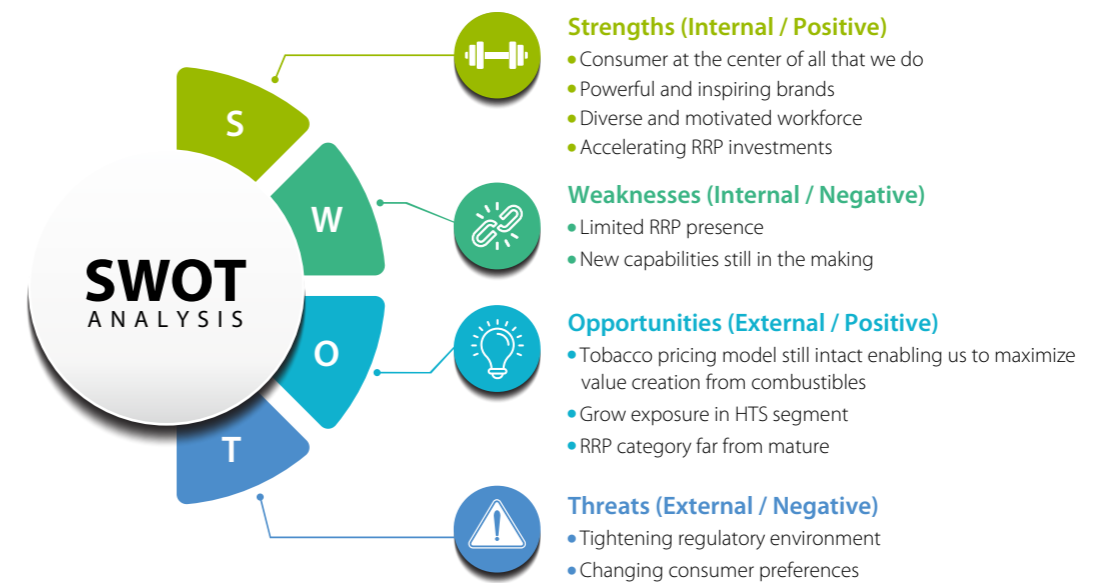 SWOT
ANALYSIS
S
W
O
T
Strengths (Internal / Positive)
• Consumer at the center of all that we do
• Powerful and inspiring brands
• Diverse and motivated workforce
• Accelerating RRP investments
Weaknesses (Internal / Negative)
• Limited RRP presence
• New capabilities still in the making
Opportunities (External / Positive)
• Tobacco pricing model still intact enabling us to maximize
value creation from combustibles
• Grow exposure in HTS segment
• RRP category far from mature
Threats (External / Negative)
• Tightening regulatory environment
• Changing consumer preferences